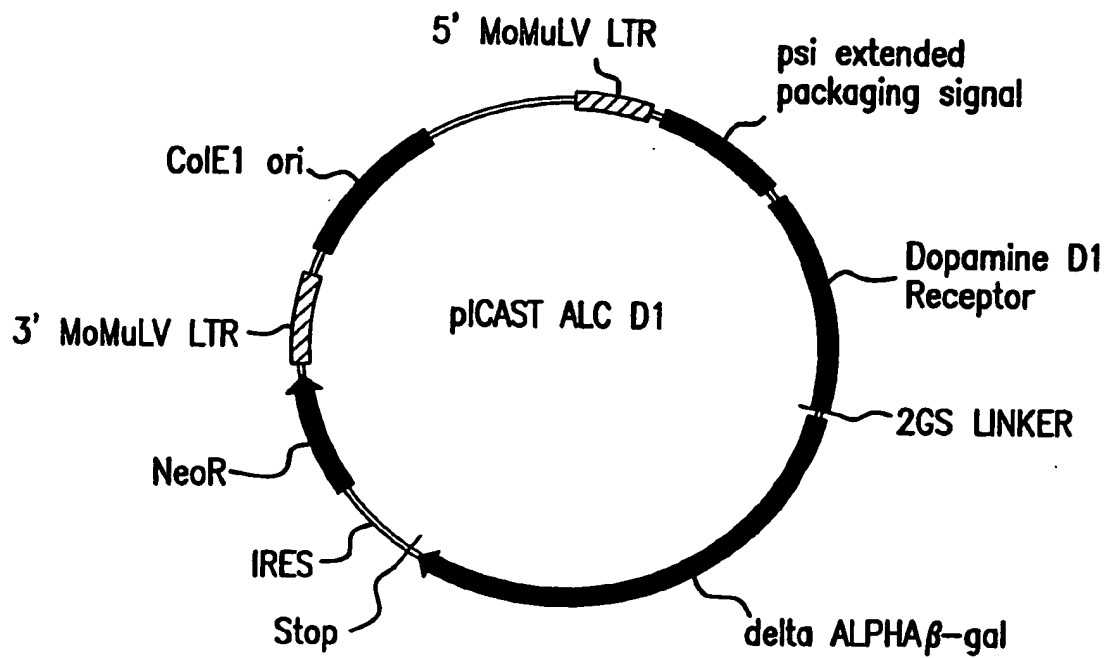 5' MoMuLV LTR
psi extended
packaging signal
ColE1 ori
Dopamine D1
Receptor
pICAST ALC D1
3' MoMuLV LTR
2GS LINKER
NeoR
IRES
Stop
delta ALPHAβ-gal